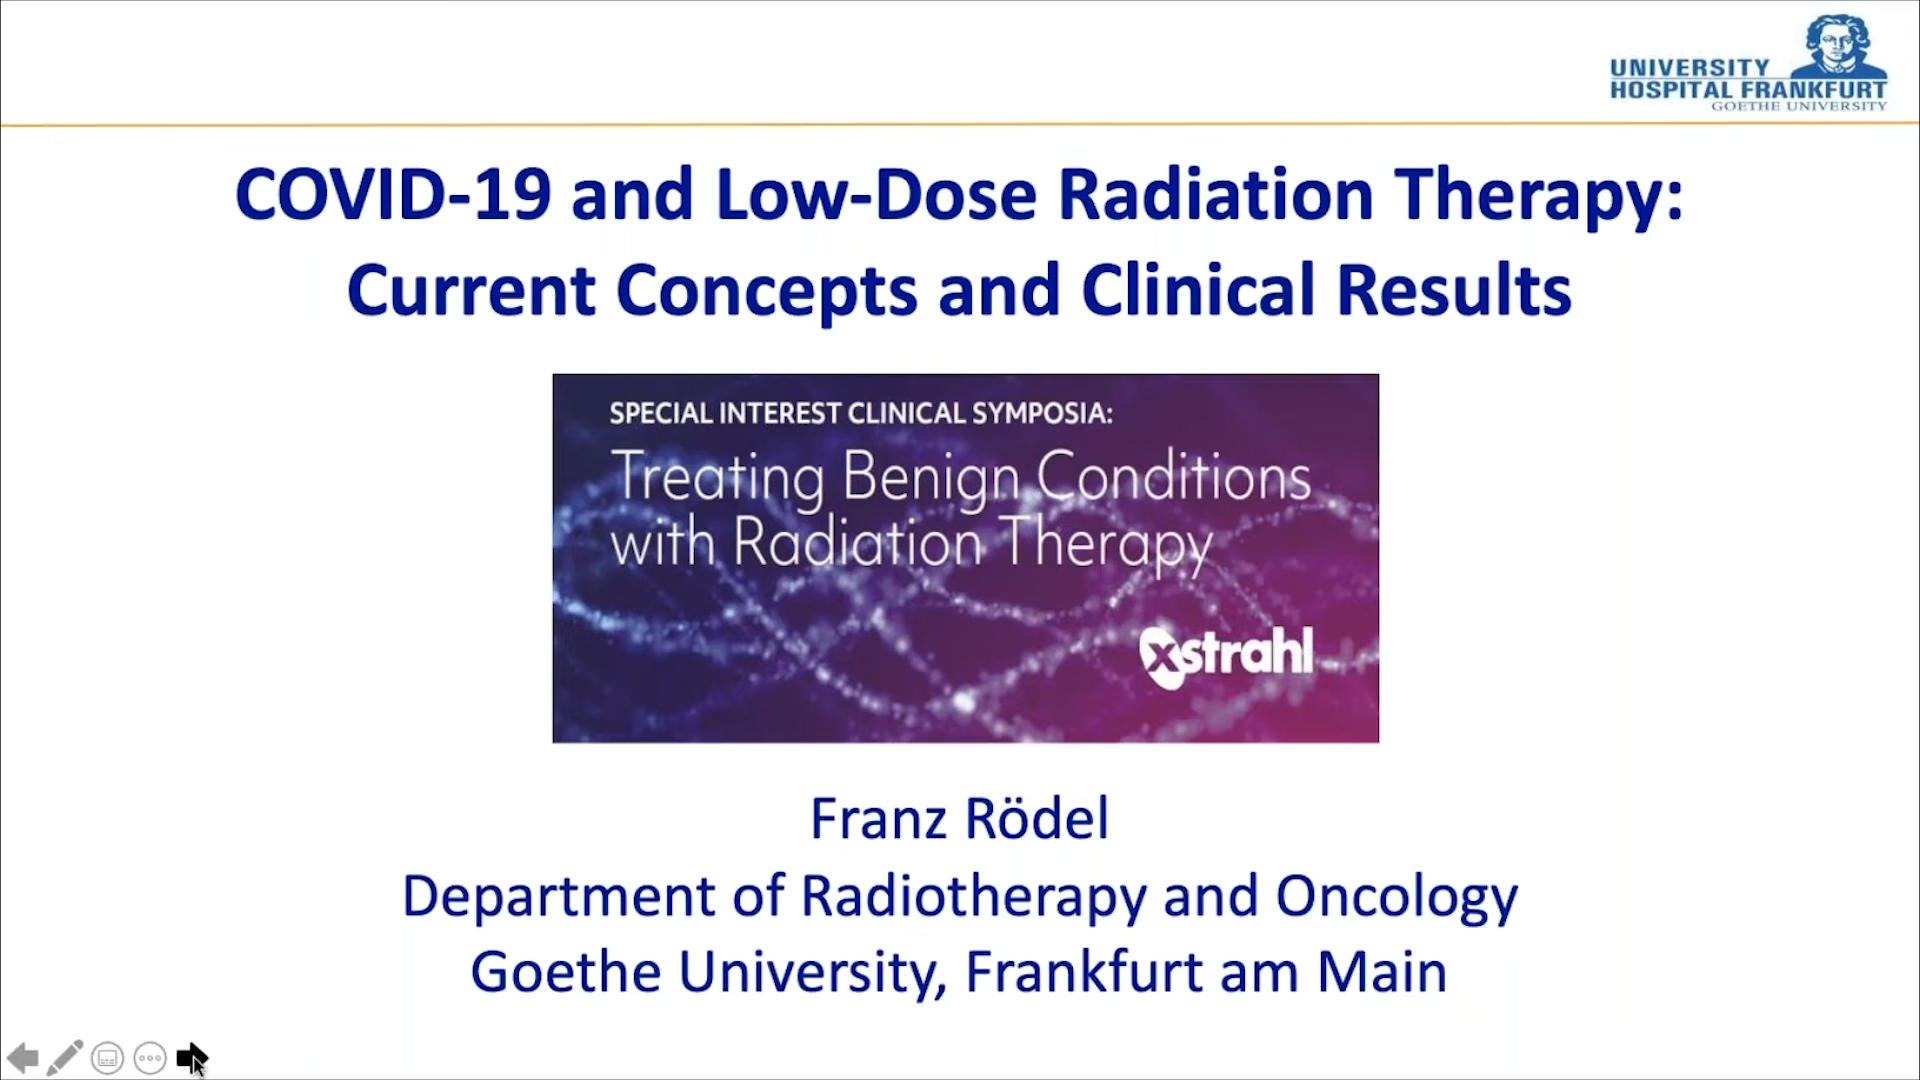 UNIVERSITY
HOSPITAL FRANKFURT
GOETHE UNIVERSITY
COVID-19 and Low-Dose Radiation Therapy:
Current Concepts and Clinical Results
SPECIAL INTEREST CLINICAL SYMPOSIA:
Treating Benign Conditions
with Radiation Therapy
xstrahl
Franz Rödel
Department of Radiotherapy and Oncology
Goethe University, Frankfurt am Main